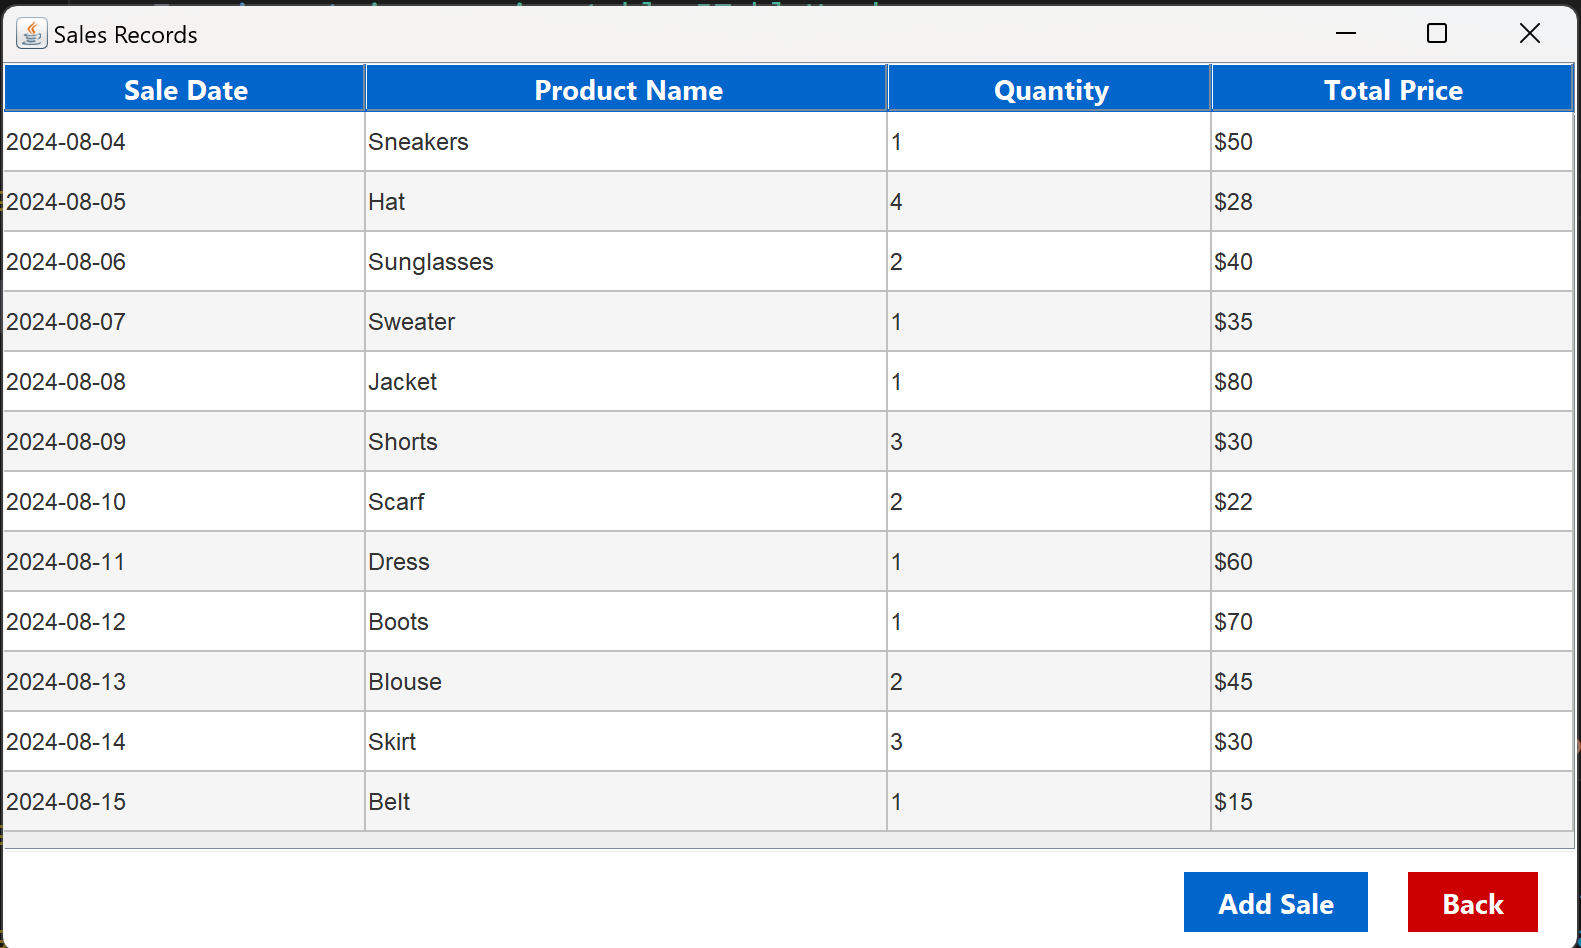 Sales Records
Sale Date Product Name Quantity Total Price
2024-08-04 Sneakers 1 $50
2024-08-05 Hat 4 $28
2024-08-06 Sunglasses 2 $40
2024-08-07 Sweater 1 $35
2024-08-08 Jacket 1 $80
2024-08-09 Shorts 3 $30
2024-08-10 Scarf 2 $22
2024-08-11 Dress 1 $60
2024-08-12 Boots 1 $70
2024-08-13 Blouse 2 $45
2024-08-14 Skirt 3 $30
2024-08-15 Belt 1 $15
Add Sale Back